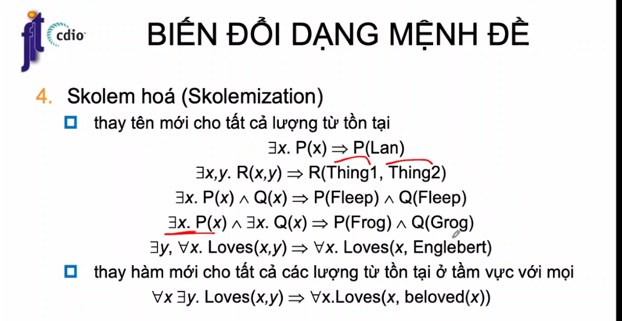 fit cdio
BIẾN ĐỔI DẠNG MỆNH ĐỀ
4. Skolem hoá (Skolemization)
thay tên mới cho tất cả lượng từ tồn tại
∃x. P(x) ⇒ P(Lan)
∃x,y. R(x,y) ⇒ R(Thing1, Thing2)
∃x. P(x) ∧ Q(x) ⇒ P(Fleep) ∧ Q(Fleep)
∃x. P(x) ∧ ∃x. Q(x) ⇒ P(Frog) ∧ Q(Grog)
∃y, ∀x. Loves(x,y) ⇒ ∀x. Loves(x, Englebert)
thay hàm mới cho tất cả các lượng từ tồn tại ở tầm vực với mọi
∀x ∃y. Loves(x,y) ⇒ ∀x.Loves(x, beloved(x))